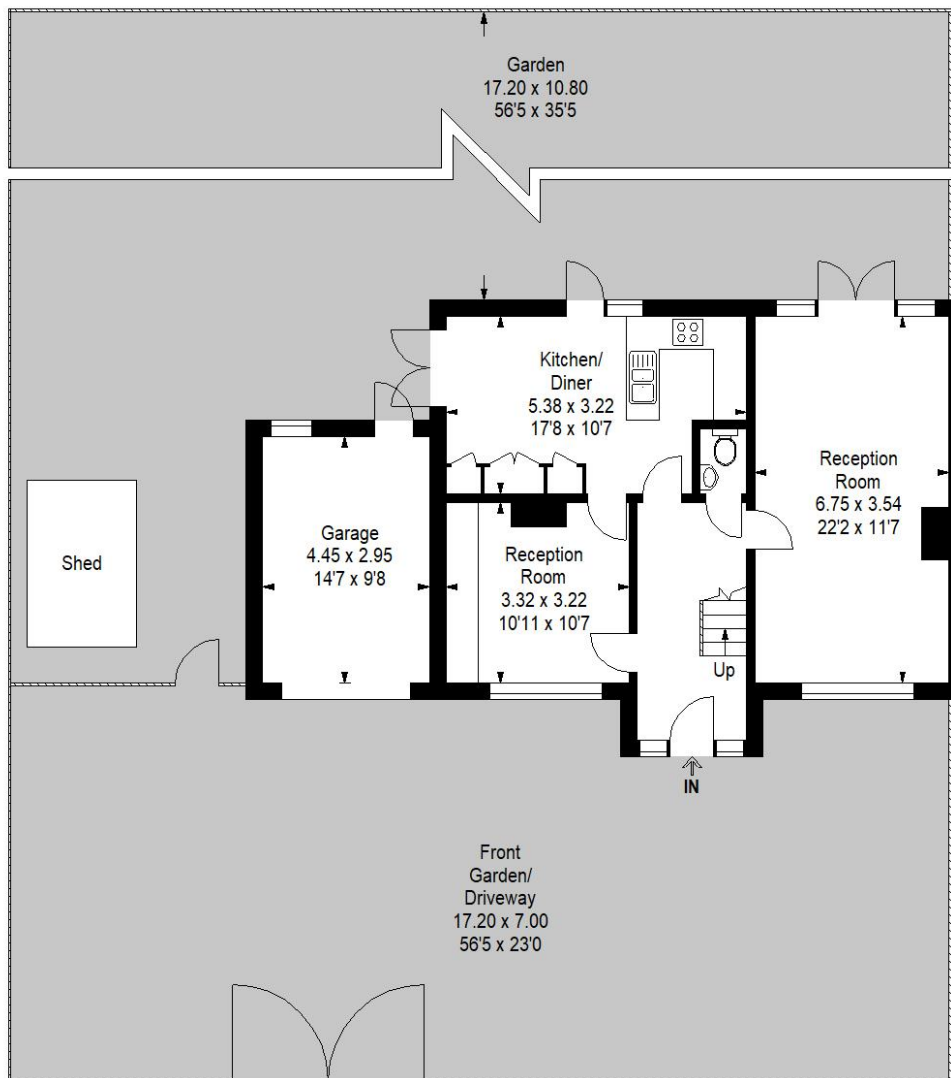 Garden
17.20 x 10.80
56'5 x 35'5
Kitchen/
Diner
5.38 x 3.22
17'8 x 10'7
Reception
Room
6.75 x 3.54
22'2 x 11'7
Garage
4.45 x 2.95
14'7 x 9'8
Shed
Reception
Room
3.32 x 3.22
10'11 x 10'7
Up
IN
Front
Garden/
Driveway
17.20 x 7.00
56'5 x 23'0